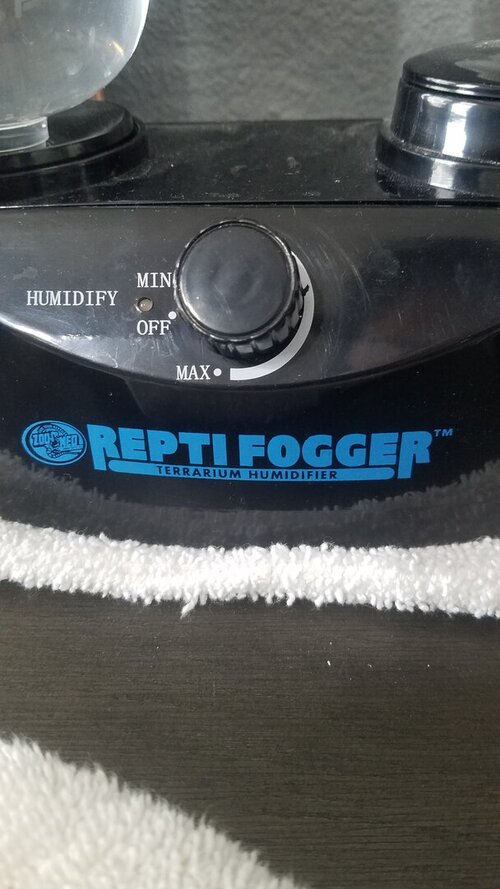 MIN
HUMIDIFY
OFF
MAX
ZOO MED
REPTI FOGGER™
TERRARIUM HUMIDIFIER